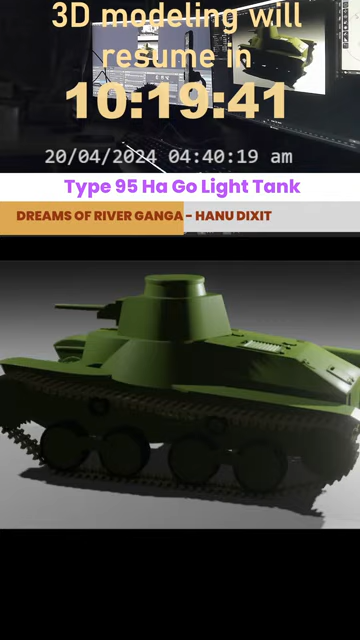 3D modeling will
resume in
10:19:41
20/04/2024 04:40:19 am
Type 95 Ha Go Light Tank
DREAMS OF RIVER GANGA - HANU DIXIT